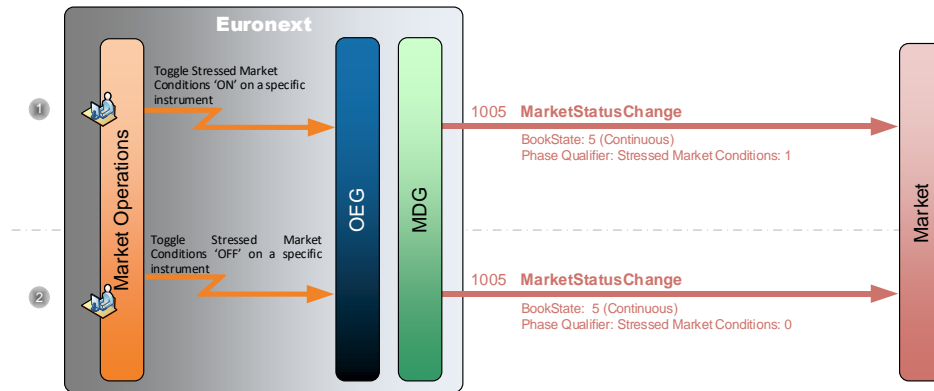 Euronext
Toggle Stressed Market
Conditions ‘ON’ on a specific
instrument
1
1005 MarketStatusChange
BookState: 5 (Continuous)
Phase Qualifier: Stressed Market Conditions: 1
Market Operations
OEG
MDG
Market
Toggle Stressed Market
Conditions ‘OFF’ on a specific
instrument
2
1005 MarketStatusChange
BookState: 5 (Continuous)
Phase Qualifier: Stressed Market Conditions: 0